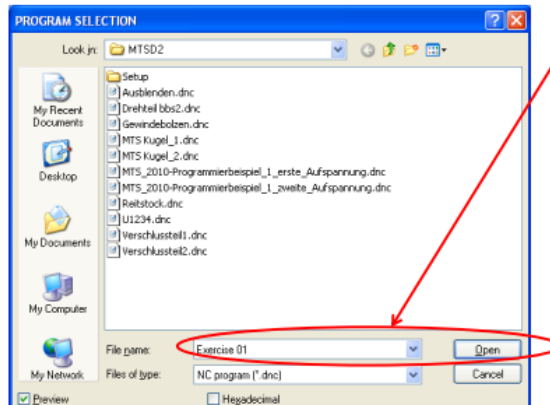 PROGRAM SELECTION
Look in: MTSD2
My Recent Documents
Desktop
My Documents
My Computer
My Network
Setup
Ausblenden.dnc
Drehteil bbs2.dnc
Gewindebolzen.dnc
MTS Kugel_1.dnc
MTS Kugel_2.dnc
MTS_2010-Programmierbeispiel_1_erste_Aufspannung.dnc
MTS_2010-Programmierbeispiel_1_zweite_Aufspannung.dnc
Reitstock.dnc
U1234.dnc
Verschlussteil1.dnc
Verschlussteil2.dnc
File name: Exercise 01 Open
Files of type: NC program (*.dnc) Cancel
Preview Hexadecimal